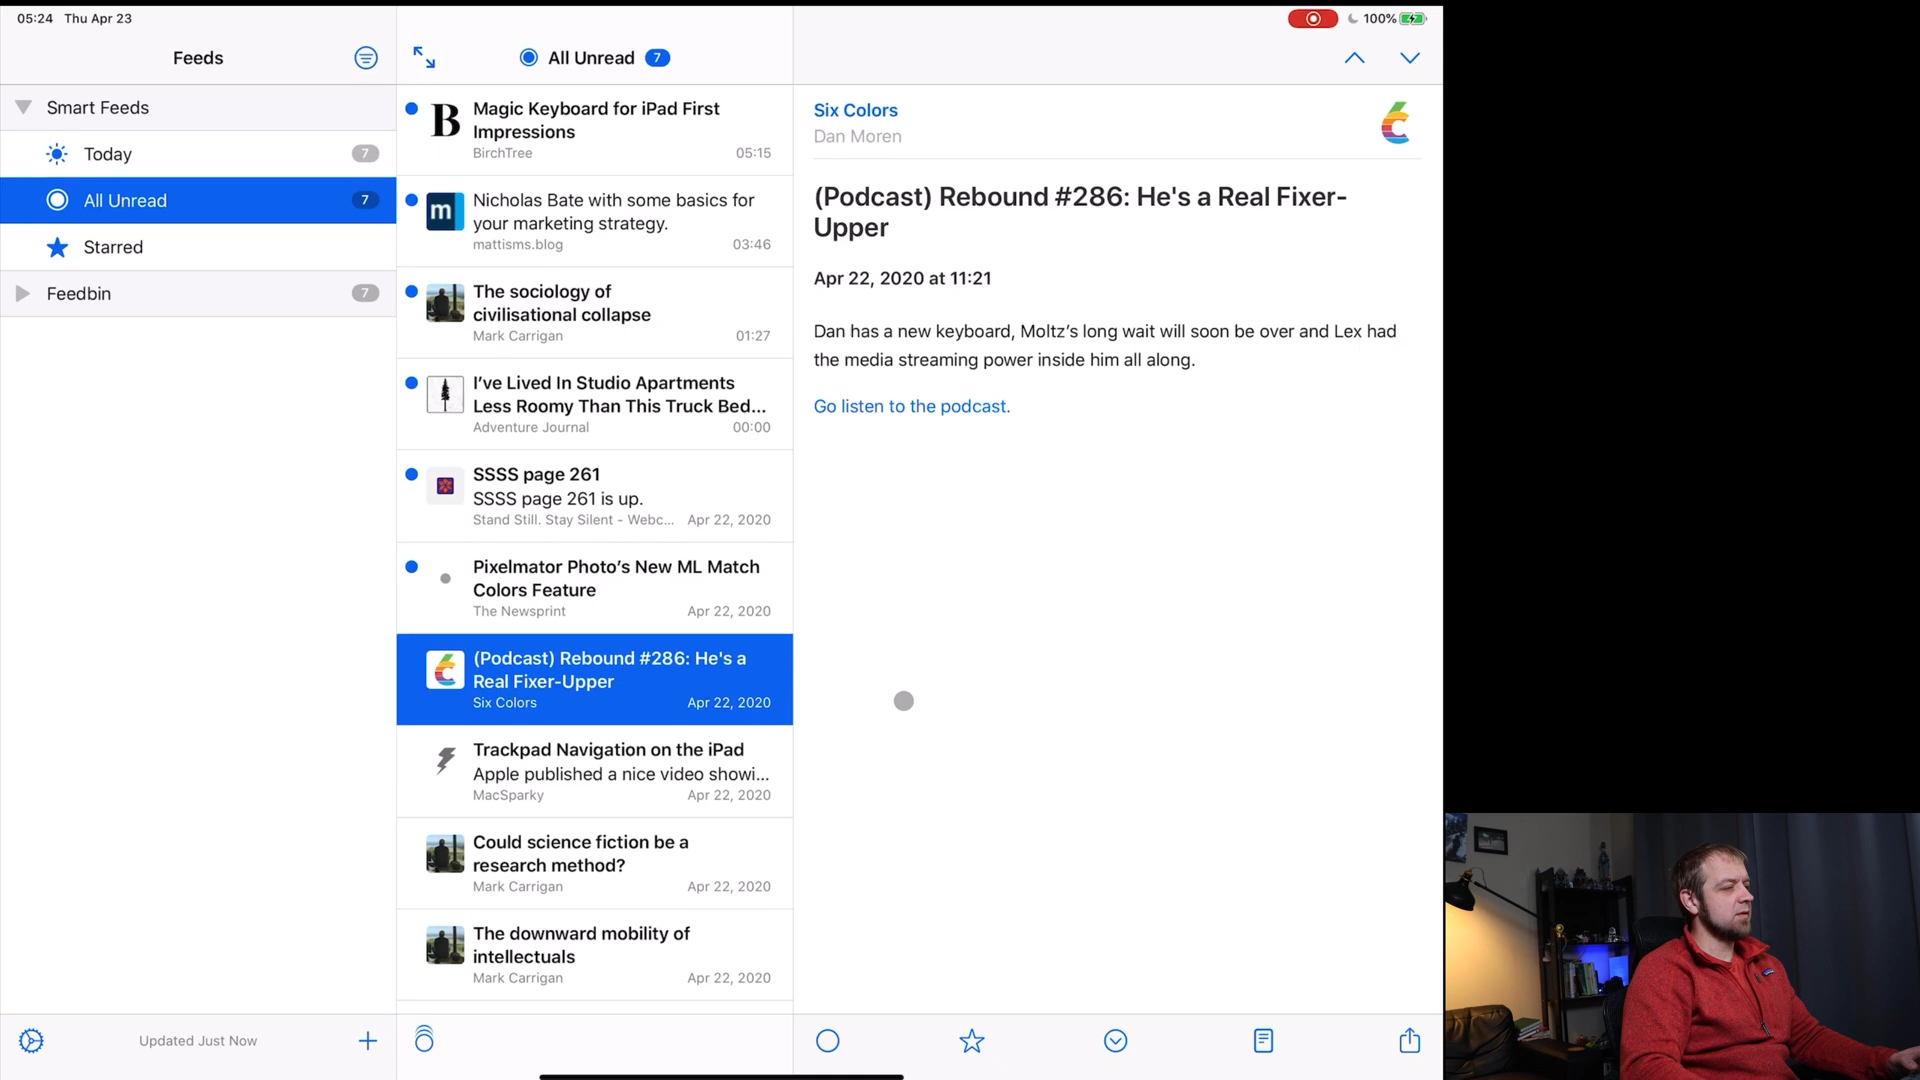 05:24 Thu Apr 23
100%
Feeds
Smart Feeds
Today 7
All Unread 7
Starred
Feedbin 7
Updated Just Now
All Unread 7
B
Magic Keyboard for iPad First
Impressions
BirchTree 05:15
m
Nicholas Bate with some basics for
your marketing strategy.
mattisms.blog 03:46
The sociology of
civilisational collapse
Mark Carrigan 01:27
I’ve Lived In Studio Apartments
Less Roomy Than This Truck Bed...
Adventure Journal 00:00
SSSS page 261
SSSS page 261 is up.
Stand Still. Stay Silent - Webc... Apr 22, 2020
Pixelmator Photo’s New ML Match
Colors Feature
The Newsprint Apr 22, 2020
(Podcast) Rebound #286: He's a
Real Fixer-Upper
Six Colors Apr 22, 2020
Trackpad Navigation on the iPad
Apple published a nice video showi...
MacSparky Apr 22, 2020
Could science fiction be a
research method?
Mark Carrigan Apr 22, 2020
The downward mobility of
intellectuals
Mark Carrigan Apr 22, 2020
Six Colors
Dan Moren
(Podcast) Rebound #286: He's a Real Fixer-
Upper
Apr 22, 2020 at 11:21
Dan has a new keyboard, Moltz’s long wait will soon be over and Lex had
the media streaming power inside him all along.
Go listen to the podcast.